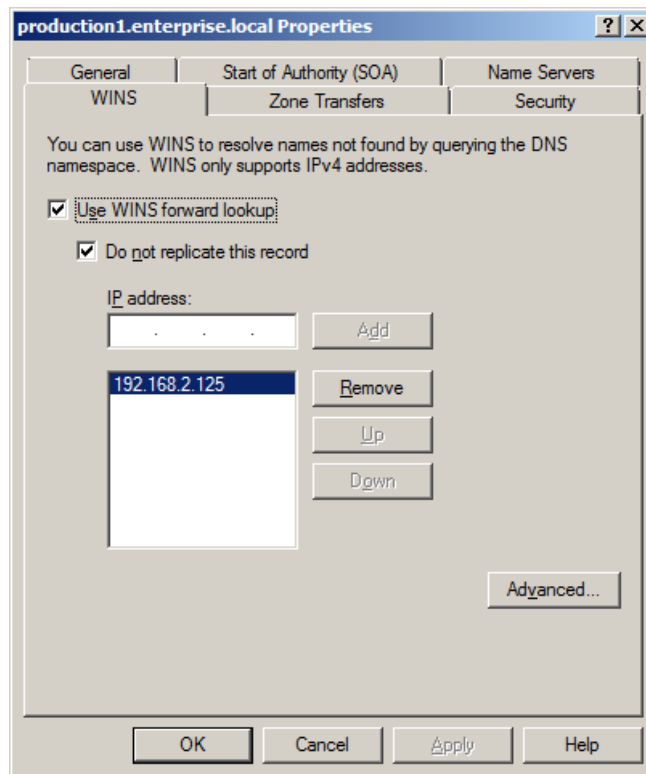 production1.enterprise.local Properties
? X
General Start of Authority (SOA) Name Servers
WINS Zone Transfers Security
You can use WINS to resolve names not found by querying the DNS
namespace. WINS only supports IPv4 addresses.
Use WINS forward lookup
Do not replicate this record
IP address:
. . .
Add
192.168.2.125
Remove
Up
Down
Advanced...
OK Cancel Apply Help